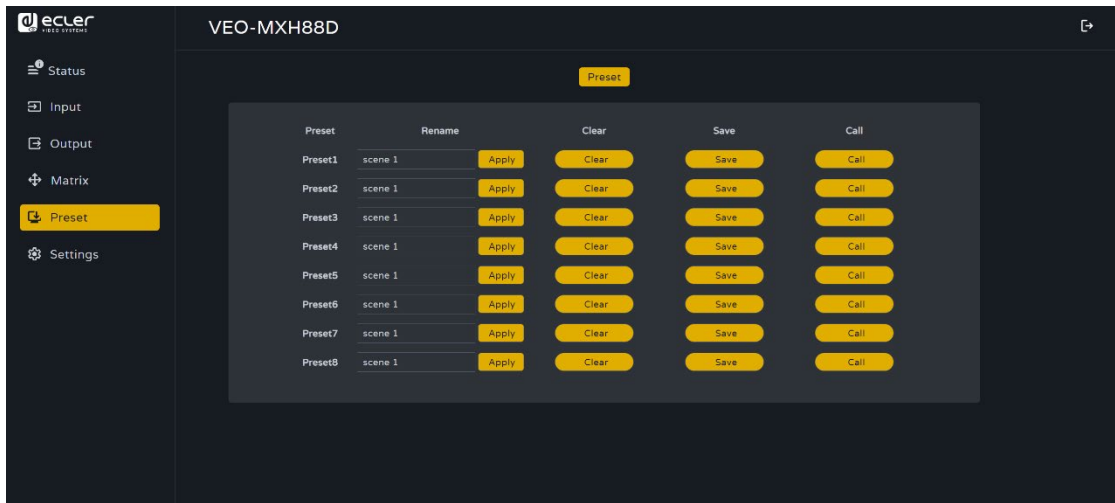 ecler
VIDEO SYSTEMS
VEO-MXH88D
Status
Input
Output
Matrix
Preset
Settings
Preset
Preset Rename Clear Save Call
Preset1 scene 1 Apply Clear Save Call
Preset2 scene 1 Apply Clear Save Call
Preset3 scene 1 Apply Clear Save Call
Preset4 scene 1 Apply Clear Save Call
Preset5 scene 1 Apply Clear Save Call
Preset6 scene 1 Apply Clear Save Call
Preset7 scene 1 Apply Clear Save Call
Preset8 scene 1 Apply Clear Save Call